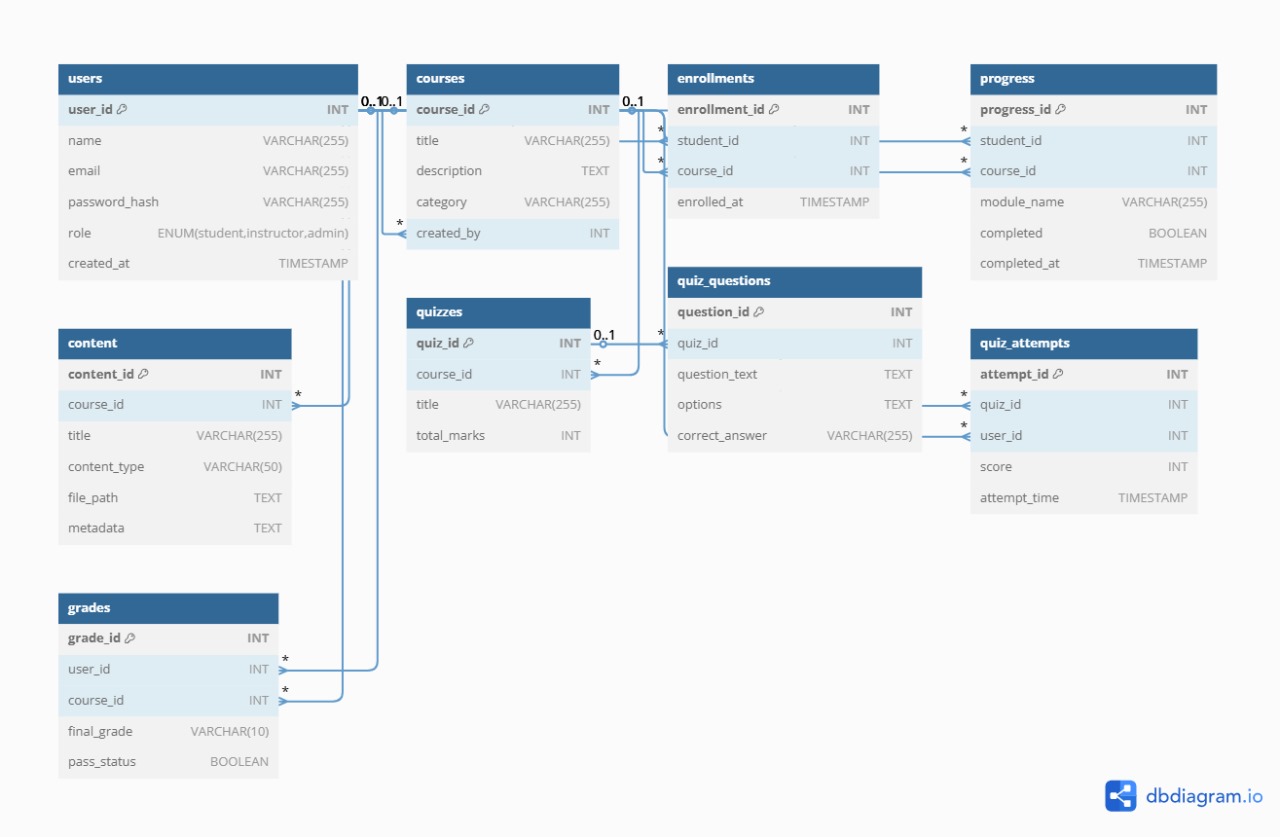 users
user_id INT
name VARCHAR(255)
email VARCHAR(255)
password_hash VARCHAR(255)
role ENUM(student,instructor,admin)
created_at TIMESTAMP
0..1
0..1
courses
course_id INT
title VARCHAR(255)
description TEXT
category VARCHAR(255)
* created_by INT
0..1
enrollments
enrollment_id INT
* student_id INT
* course_id INT
enrolled_at TIMESTAMP
progress
progress_id INT
* student_id INT
* course_id INT
module_name VARCHAR(255)
completed BOOLEAN
completed_at TIMESTAMP
content
content_id INT
course_id INT *
title VARCHAR(255)
content_type VARCHAR(50)
file_path TEXT
metadata TEXT
quizzes
quiz_id INT 0..1
course_id INT *
title VARCHAR(255)
total_marks INT
quiz_questions
question_id INT
* quiz_id INT
question_text TEXT
options TEXT
correct_answer VARCHAR(255)
quiz_attempts
attempt_id INT
* quiz_id INT
* user_id INT
score INT
attempt_time TIMESTAMP
grades
grade_id INT
user_id INT *
course_id INT *
final_grade VARCHAR(10)
pass_status BOOLEAN
dbdiagram.io